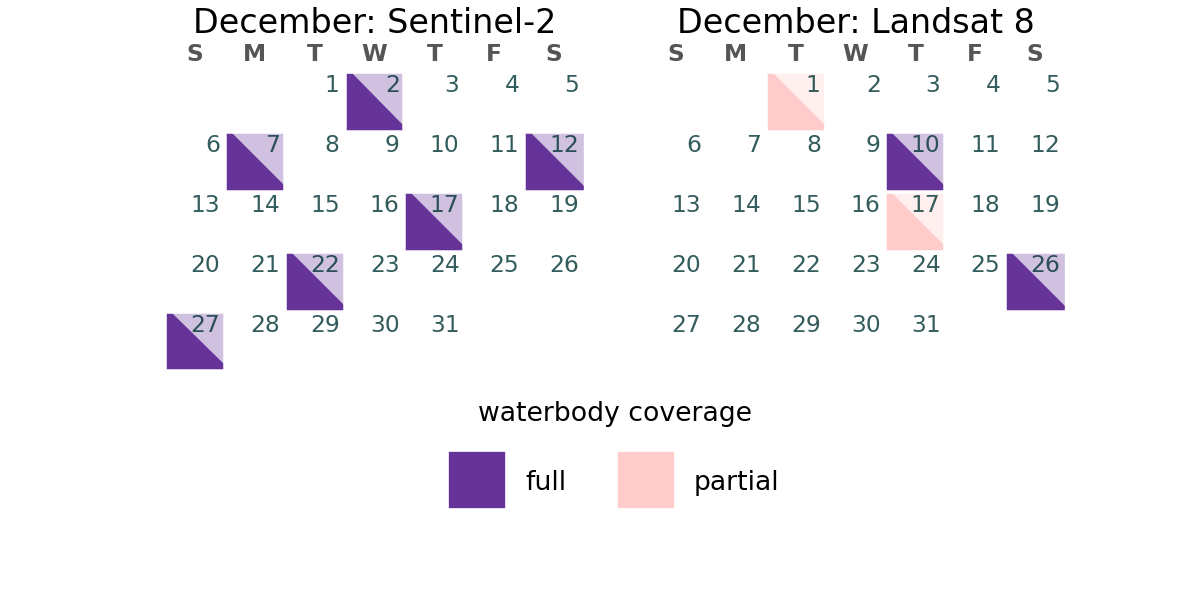 December: Sentinel-2
S M T W T F S
1 2 3 4 5
6 7 8 9 10 11 12
13 14 15 16 17 18 19
20 21 22 23 24 25 26
27 28 29 30 31
December: Landsat 8
S M T W T F S
1 2 3 4 5
6 7 8 9 10 11 12
13 14 15 16 17 18 19
20 21 22 23 24 25 26
27 28 29 30 31
waterbody coverage
full
partial